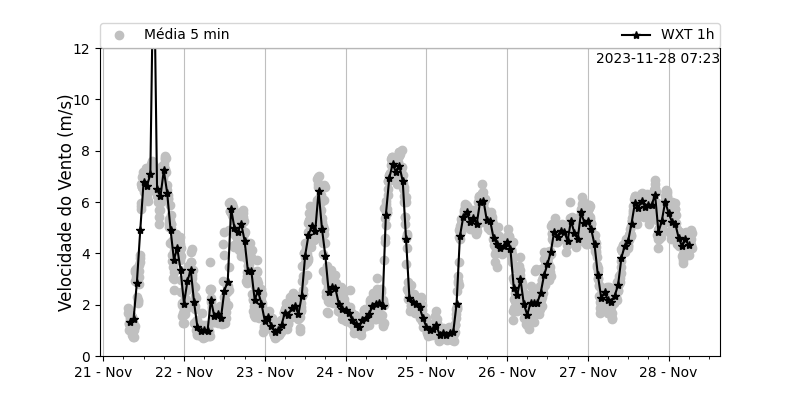 Média 5 min
WXT 1h
2023-11-28 07:23
Velocidade do Vento (m/s)
12
10
8
6
4
2
0
21 - Nov
22 - Nov
23 - Nov
24 - Nov
25 - Nov
26 - Nov
27 - Nov
28 - Nov